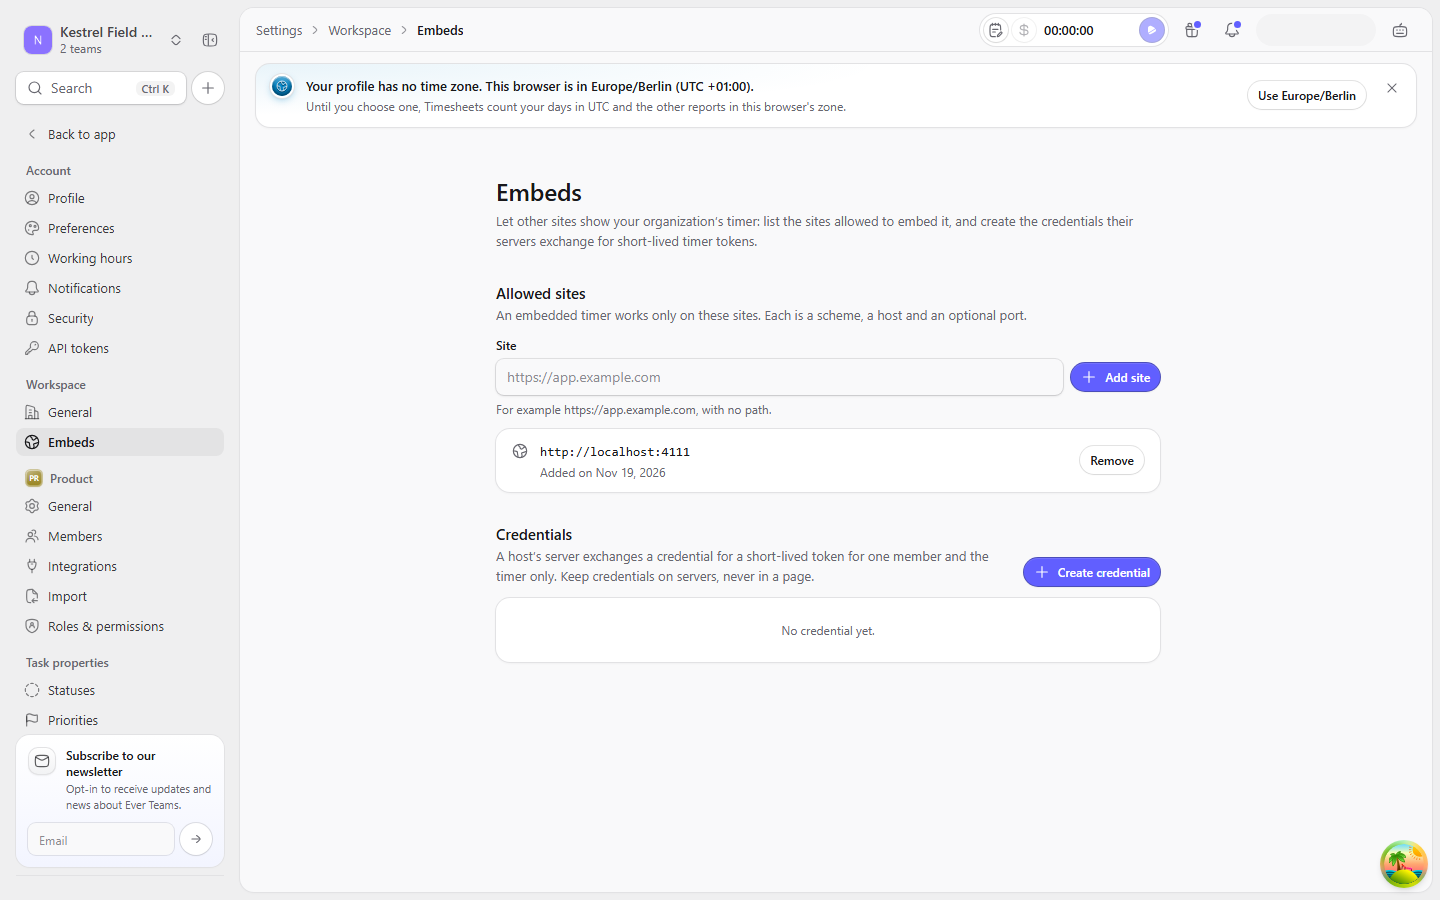 N
Kestrel Field ...
2 teams
Search
Ctrl K
Back to app
Account
Profile
Preferences
Working hours
Notifications
Security
API tokens
Workspace
General
Embeds
PR
Product
General
Members
Integrations
Import
Roles & permissions
Task properties
Statuses
Priorities
Subscribe to our
newsletter
Opt-in to receive updates and
news about Ever Teams.
Email
Settings
Workspace
Embeds
$
00:00:00
Your profile has no time zone. This browser is in Europe/Berlin (UTC +01:00).
Until you choose one, Timesheets count your days in UTC and the other reports in this browser's zone.
Use Europe/Berlin
Embeds
Let other sites show your organization's timer: list the sites allowed to embed it, and create the credentials their
servers exchange for short-lived timer tokens.
Allowed sites
An embedded timer works only on these sites. Each is a scheme, a host and an optional port.
Site
https://app.example.com
Add site
For example https://app.example.com, with no path.
http://localhost:4111
Added on Nov 19, 2026
Remove
Credentials
A host's server exchanges a credential for a short-lived token for one member and the
timer only. Keep credentials on servers, never in a page.
Create credential
No credential yet.